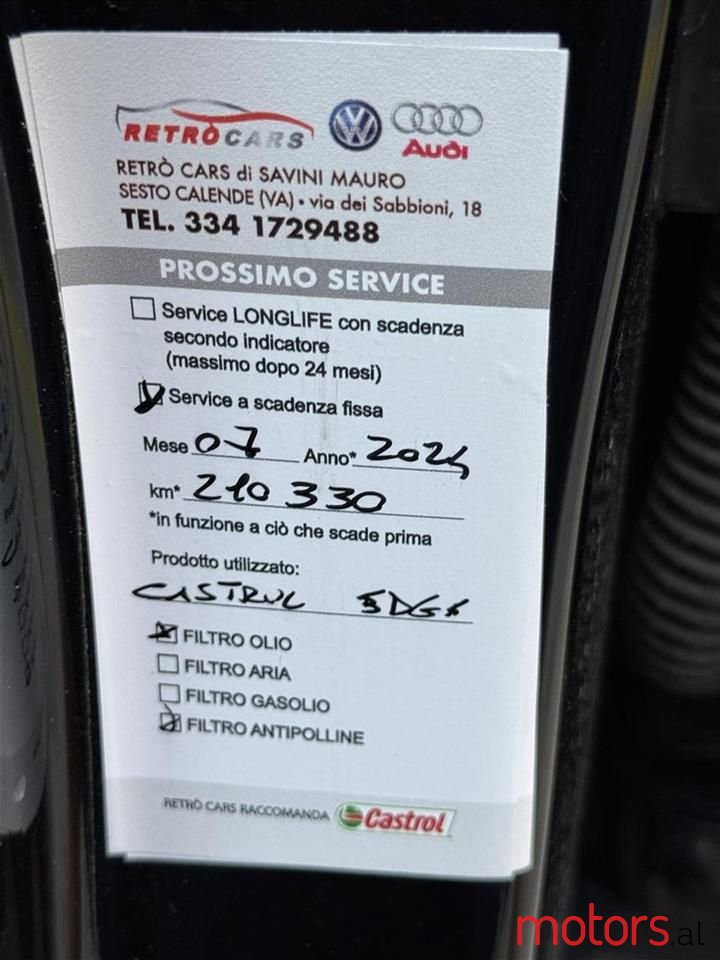 RETRÒ CARS
Audi
RETRÒ CARS di SAVINI MAURO
SESTO CALENDE (VA) • via dei Sabbioni, 18
TEL. 334 1729488
PROSSIMO SERVICE
Service LONGLIFE con scadenza
secondo indicatore
(massimo dopo 24 mesi)
Service a scadenza fissa
Mese 07 Anno* 2024
km* 210 330
*in funzione a ciò che scade prima
Prodotto utilizzato:
CASTROL EDGE
FILTRO OLIO
FILTRO ARIA
FILTRO GASOLIO
FILTRO ANTIPOLLINE
RETRÒ CARS RACCOMANDA Castrol
motors.al